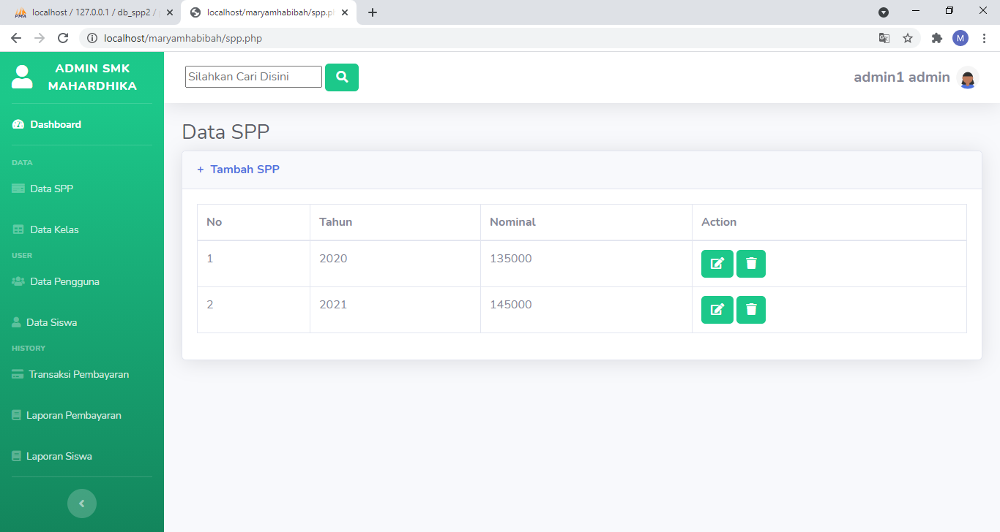 localhost / 127.0.0.1 / db_spp2 /
localhost/maryamhabibah/spp.p
localhost/maryamhabibah/spp.php
M
ADMIN SMK
MAHARDHIKA
Silahkan Cari Disini
admin1 admin
Dashboard
DATA
Data SPP
Data Kelas
USER
Data Pengguna
Data Siswa
HISTORY
Transaksi Pembayaran
Laporan Pembayaran
Laporan Siswa
Data SPP
+ Tambah SPP
No Tahun Nominal Action
1 2020 135000
2 2021 145000